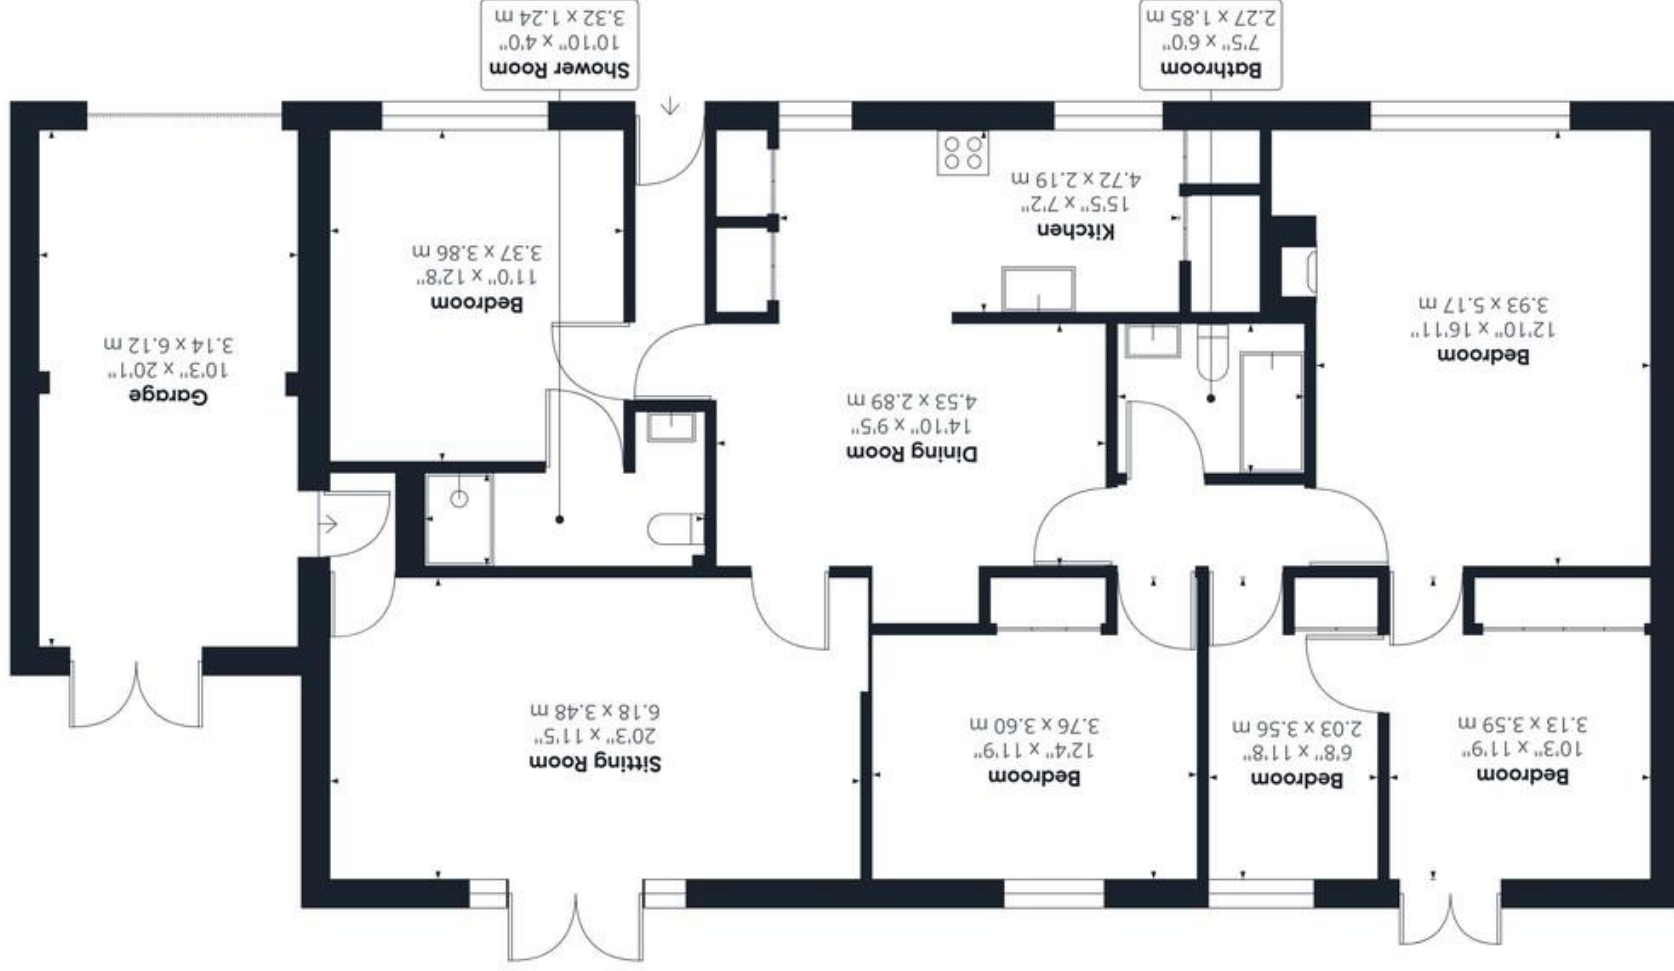 Bedroom
10'3" x 11'9"
3.13 x 3.59 m
Bedroom
6'8" x 11'8"
2.03 x 3.56 m
Bedroom
12'4" x 11'9"
3.76 x 3.60 m
Sitting Room
20'3" x 11'5"
6.18 x 3.48 m
Bedroom
12'10" x 16'11"
3.93 x 5.17 m
Dining Room
14'10" x 9'5"
4.53 x 2.89 m
Garage
10'3" x 20'1"
3.14 x 6.12 m
Kitchen
15'5" x 7'2"
4.72 x 2.19 m
Bedroom
11'0" x 12'8"
3.37 x 3.86 m
Bathroom
7'5" x 6'0"
2.27 x 1.85 m
Shower Room
10'10" x 4'0"
3.32 x 1.24 m